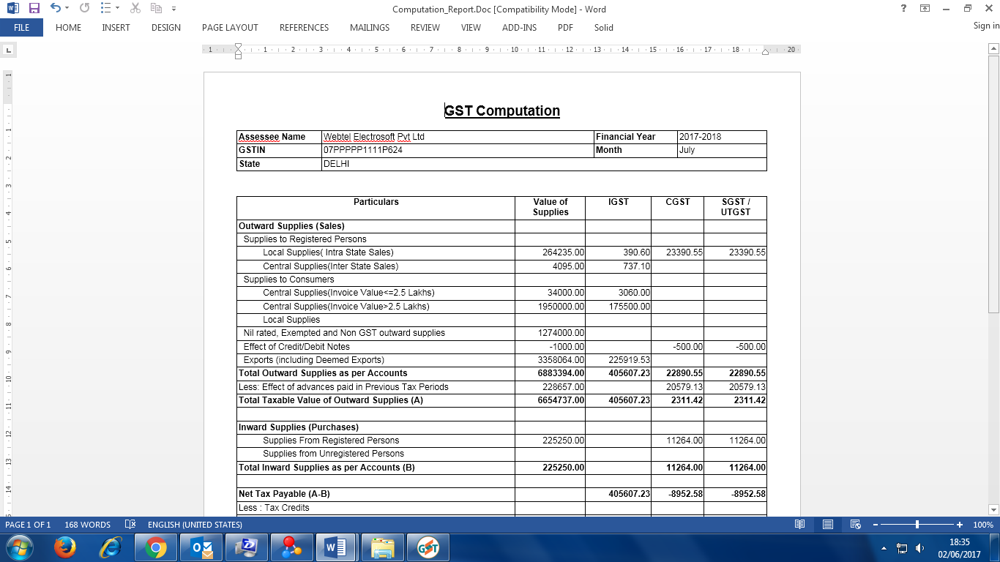 Computation_Report.Doc [Compatibility Mode] - Word
FILE HOME INSERT DESIGN PAGE LAYOUT REFERENCES MAILINGS REVIEW VIEW ADD-INS PDF Solid Sign in
1 1 2 3 4 5 6 7 8 9 10 11 12 13 14 15 16 17 18 20
GST Computation
Assessee Name Webtel Electrosoft Pvt Ltd Financial Year 2017-2018
GSTIN 07PPPPP1111P624 Month July
State DELHI
Particulars Value of Supplies IGST CGST SGST / UTGST
Outward Supplies (Sales)
Supplies to Registered Persons
Local Supplies( Intra State Sales) 264235.00 390.60 23390.55 23390.55
Central Supplies(Inter State Sales) 4095.00 737.10
Supplies to Consumers
Central Supplies(Invoice Value<=2.5 Lakhs) 34000.00 3060.00
Central Supplies(Invoice Value>2.5 Lakhs) 1950000.00 175500.00
Local Supplies
Nil rated, Exempted and Non GST outward supplies 1274000.00
Effect of Credit/Debit Notes -1000.00 -500.00 -500.00
Exports (including Deemed Exports) 3358064.00 225919.53
Total Outward Supplies as per Accounts 6883394.00 405607.23 22890.55 22890.55
Less: Effect of advances paid in Previous Tax Periods 228657.00 20579.13 20579.13
Total Taxable Value of Outward Supplies (A) 6654737.00 405607.23 2311.42 2311.42
Inward Supplies (Purchases)
Supplies From Registered Persons 225250.00 11264.00 11264.00
Supplies from Unregistered Persons
Total Inward Supplies as per Accounts (B) 225250.00 11264.00 11264.00
Net Tax Payable (A-B) 405607.23 -8952.58 -8952.58
Less : Tax Credits
PAGE 1 OF 1 168 WORDS ENGLISH (UNITED STATES) 100%
18:35
02/06/2017